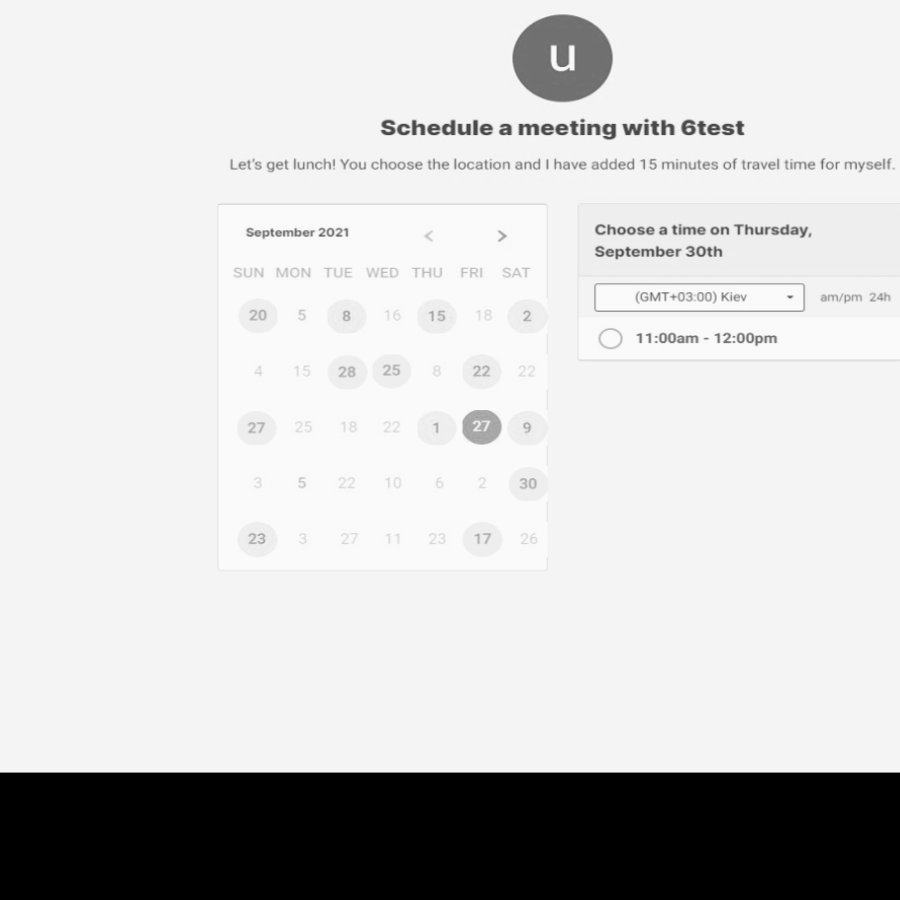 u
Schedule a meeting with 6test
Let's get lunch! You choose the location and I have added 15 minutes of travel time for myself.
September 2021 < >
SUN MON TUE WED THU FRI SAT
20 5 8 16 15 18 2
4 15 28 25 8 22 22
27 25 18 22 1 27 9
3 5 22 10 6 2 30
23 3 27 11 23 17 26
Choose a time on Thursday,
September 30th
(GMT+03:00) Kiev am/pm 24h
11:00am - 12:00pm